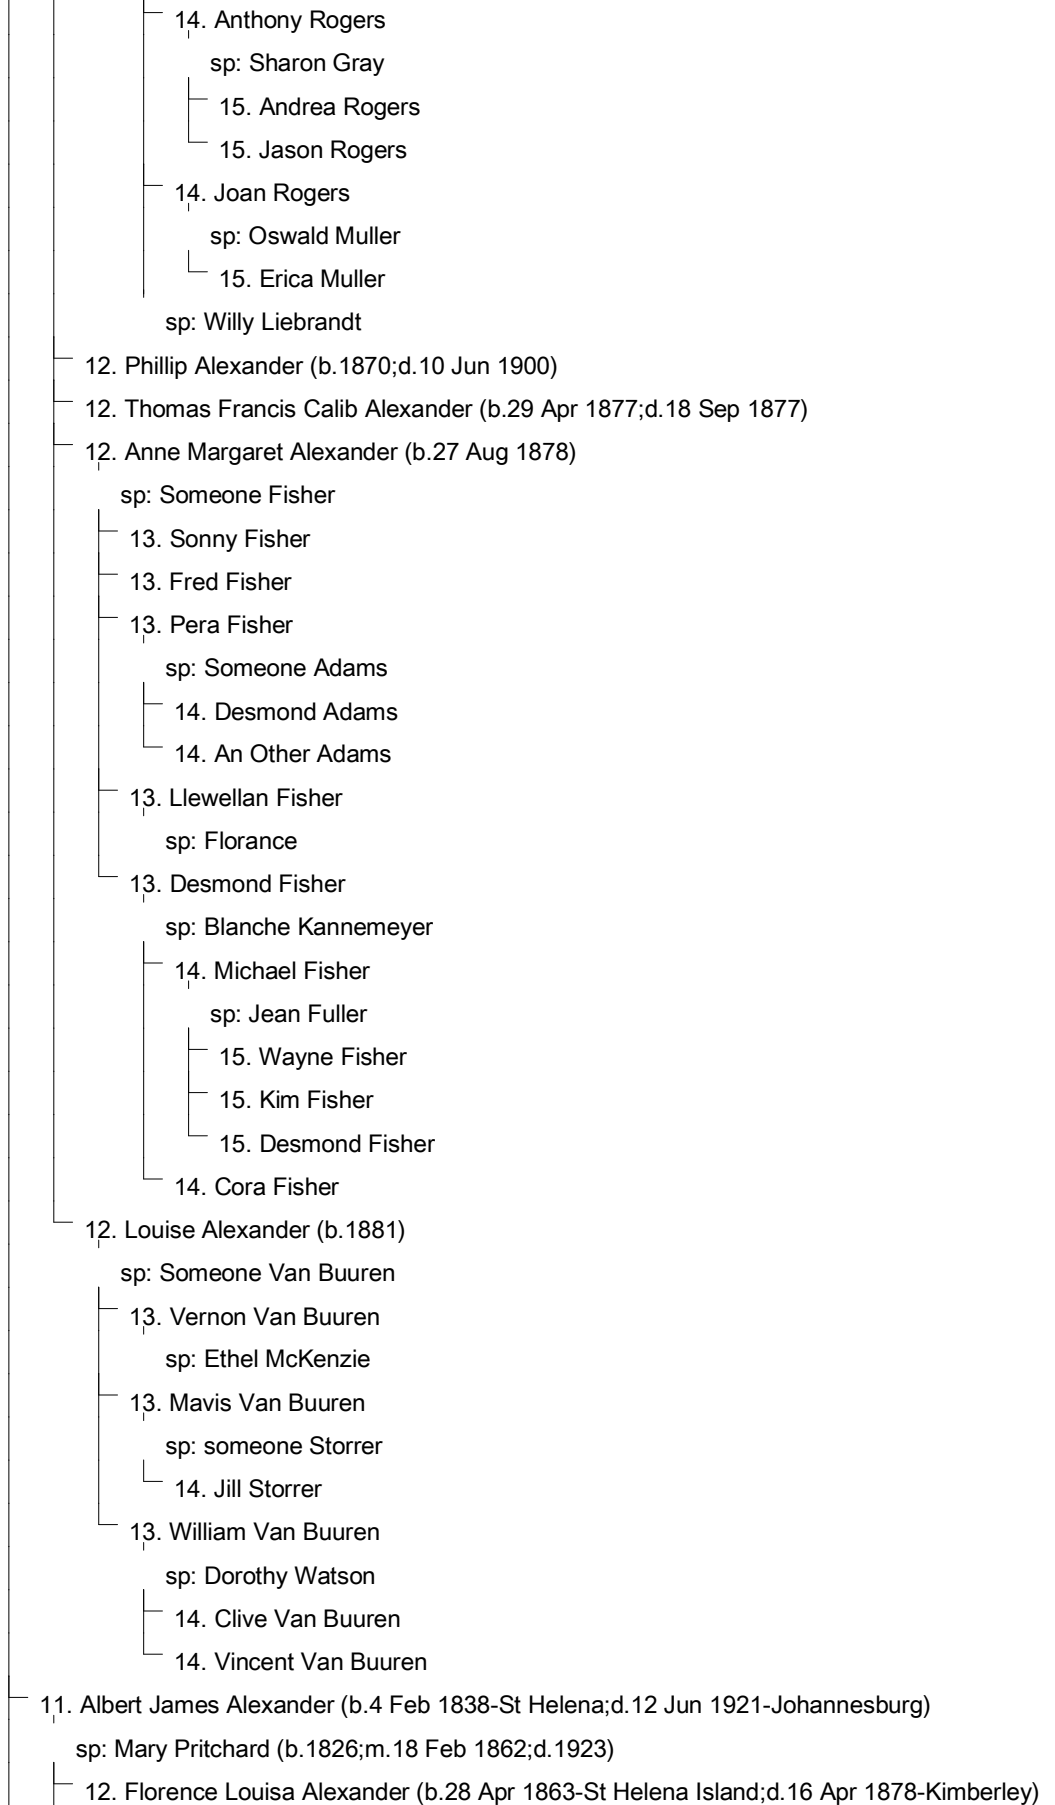 14. Anthony Rogers
sp: Sharon Gray
15. Andrea Rogers
15. Jason Rogers
14. Joan Rogers
sp: Oswald Muller
15. Erica Muller
sp: Willy Liebrandt
12. Phillip Alexander (b.1870;d.10 Jun 1900)
12. Thomas Francis Calib Alexander (b.29 Apr 1877;d.18 Sep 1877)
12. Anne Margaret Alexander (b.27 Aug 1878)
sp: Someone Fisher
13. Sonny Fisher
13. Fred Fisher
13. Pera Fisher
sp: Someone Adams
14. Desmond Adams
14. An Other Adams
13. Llewellan Fisher
sp: Florance
13. Desmond Fisher
sp: Blanche Kannemeyer
14. Michael Fisher
sp: Jean Fuller
15. Wayne Fisher
15. Kim Fisher
15. Desmond Fisher
14. Cora Fisher
12. Louise Alexander (b.1881)
sp: Someone Van Buuren
13. Vernon Van Buuren
sp: Ethel McKenzie
13. Mavis Van Buuren
sp: someone Storrer
14. Jill Storrer
13. William Van Buuren
sp: Dorothy Watson
14. Clive Van Buuren
14. Vincent Van Buuren
11. Albert James Alexander (b.4 Feb 1838-St Helena;d.12 Jun 1921-Johannesburg)
sp: Mary Pritchard (b.1826;m.18 Feb 1862;d.1923)
12. Florence Louisa Alexander (b.28 Apr 1863-St Helena Island;d.16 Apr 1878-Kimberley)